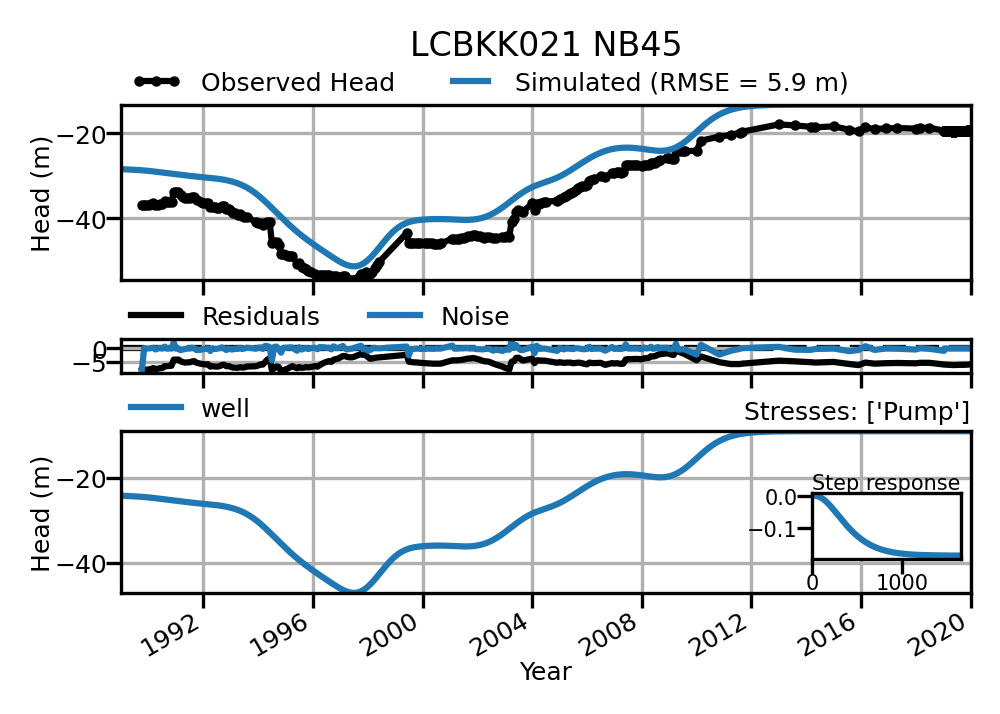 LCBKK021 NB45
Observed Head Simulated (RMSE = 5.9 m)
Head (m)
−20
−40
Residuals Noise
0
−5
well Stresses: ['Pump']
Head (m)
−20
−40
Step response
0.0
−0.1
0 1000
1992 1996 2000 2004 2008 2012 2016 2020
Year